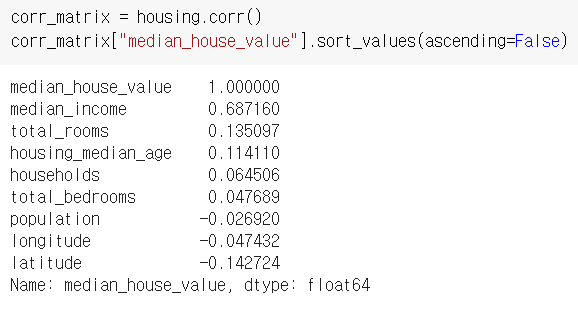 corr_matrix = housing.corr()
corr_matrix["median_house_value"].sort_values(ascending=False)
median_house_value    1.000000
median_income         0.687160
total_rooms           0.135097
housing_median_age    0.114110
households            0.064506
total_bedrooms        0.047689
population           -0.026920
longitude            -0.047432
latitude             -0.142724
Name: median_house_value, dtype: float64